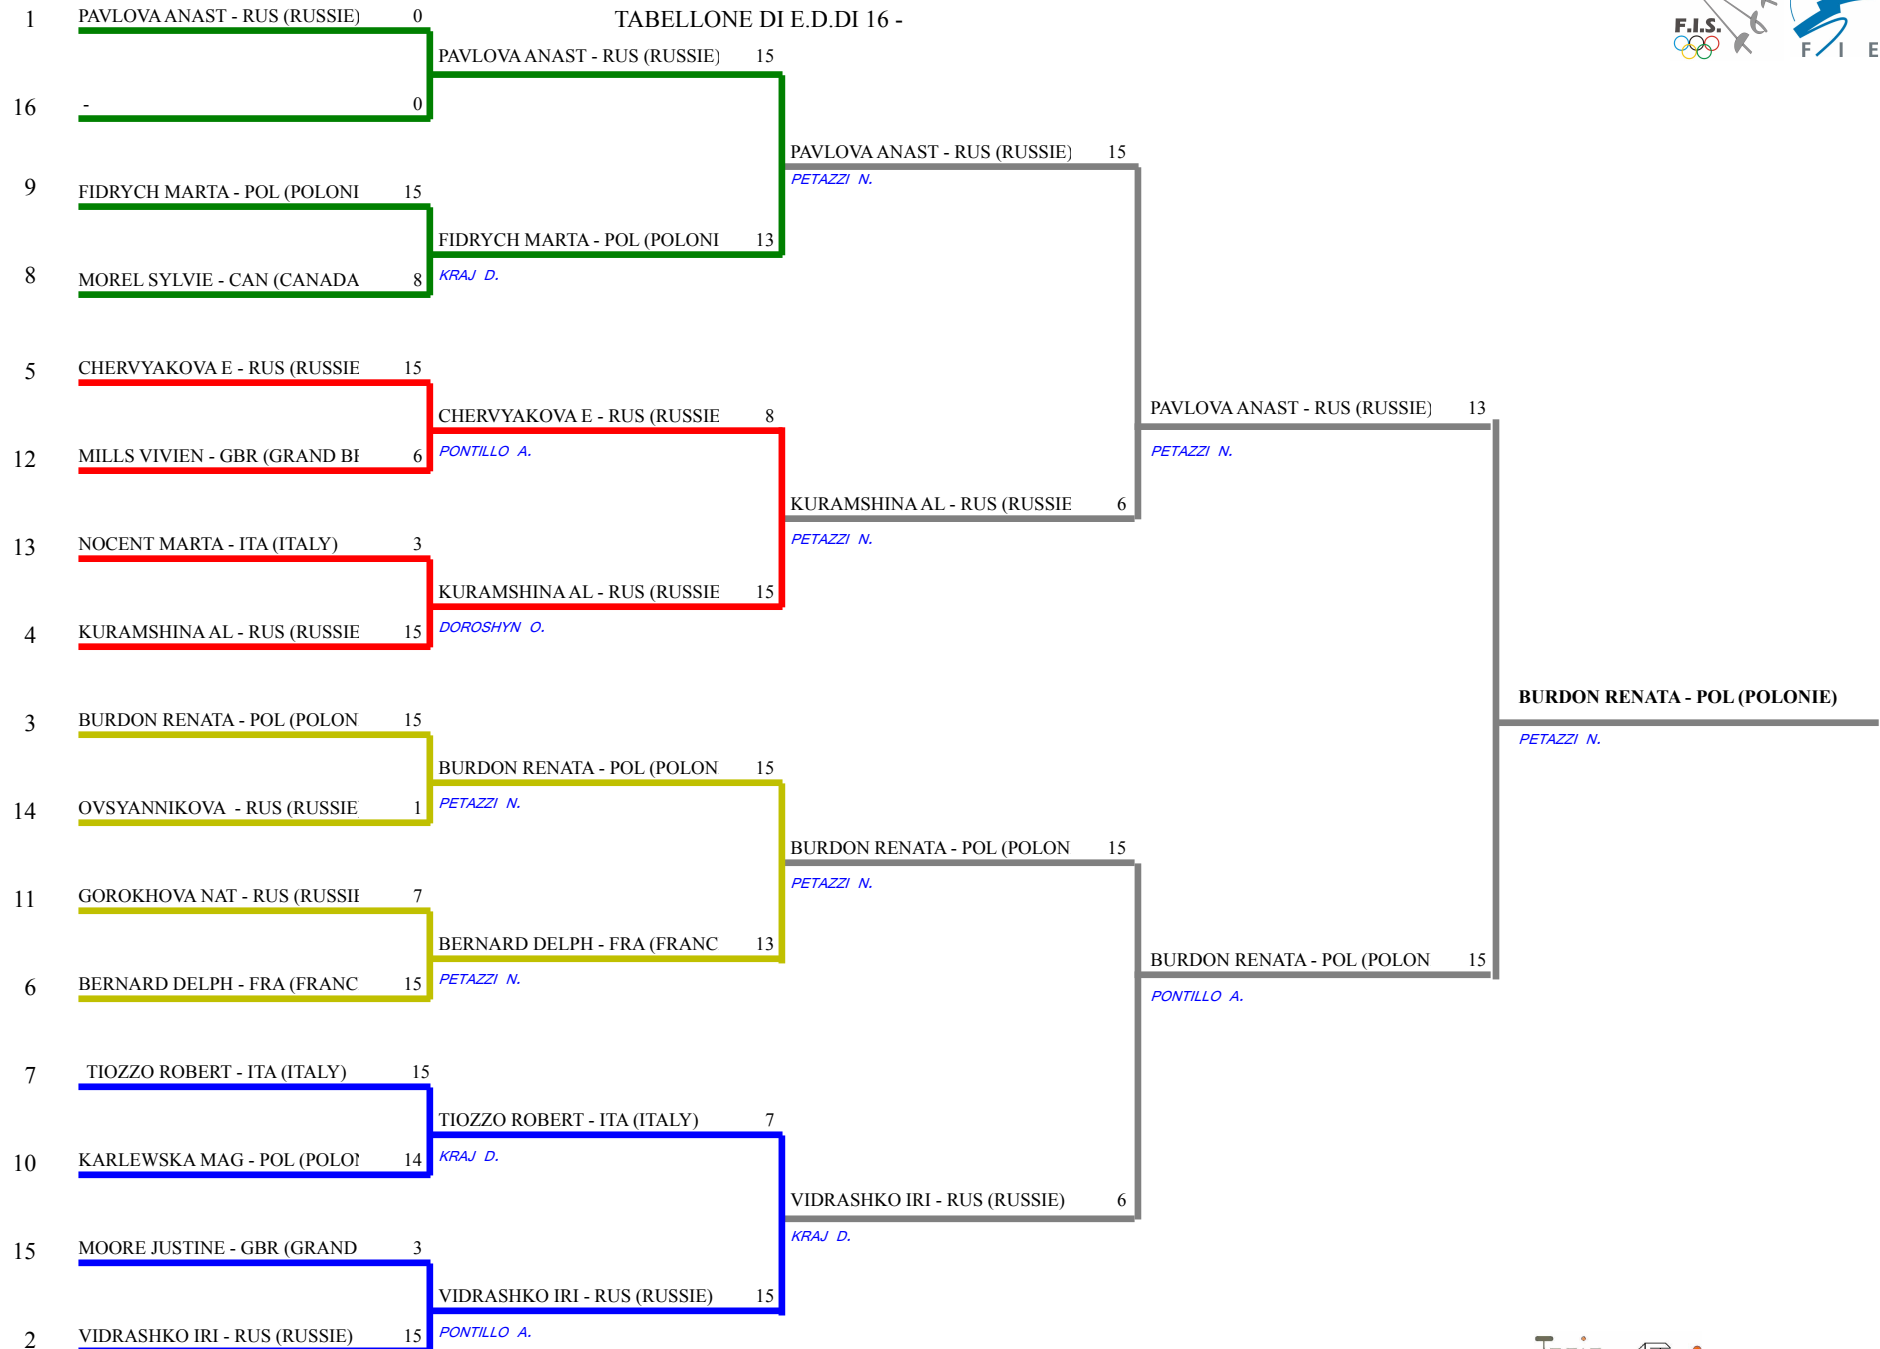 TABELLONE DI E.D.DI 16 -
F.I.S.
F I E
1 PAVLOVA ANAST - RUS (RUSSIE) 0
PAVLOVA ANAST - RUS (RUSSIE) 15
16 - 0
PAVLOVA ANAST - RUS (RUSSIE) 15
PETAZZI N.
9 FIDRYCH MARTA - POL (POLONI 15
FIDRYCH MARTA - POL (POLONI 13
KRAJ D.
8 MOREL SYLVIE - CAN (CANADA 8
5 CHERVYAKOVA E - RUS (RUSSIE 15
CHERVYAKOVA E - RUS (RUSSIE 8
PONTILLO A.
PAVLOVA ANAST - RUS (RUSSIE) 13
PETAZZI N.
12 MILLS VIVIEN - GBR (GRAND 6
KURAMSHINA AL - RUS (RUSSIE 6
PETAZZI N.
13 NOCENT MARTA - ITA (ITALY) 3
KURAMSHINA AL - RUS (RUSSIE 15
DOROSHYN O.
4 KURAMSHINA AL - RUS (RUSSIE 15
BURDON RENATA - POL (POLONIE)
PETAZZI N.
3 BURDON RENATA - POL (POLON 15
BURDON RENATA - POL (POLON 15
PETAZZI N.
14 OVSYANNIKOVA - RUS (RUSSIE 1
BURDON RENATA - POL (POLON 15
PETAZZI N.
11 GOROKHOVA NAT - RUS 7
BERNARD DELPH - FRA (FRANC 13
PETAZZI N.
BURDON RENATA - POL (POLON 15
PONTILLO A.
6 BERNARD DELPH - FRA (FRANC 15
7 TIOZZO ROBERT - ITA (ITALY) 15
TIOZZO ROBERT - ITA (ITALY) 7
KRAJ D.
10 KARLEWSKA MAG - POL 14
VIDRASHKO IRI - RUS (RUSSIE) 6
KRAJ D.
15 MOORE JUSTINE - GBR (GRAND 3
VIDRASHKO IRI - RUS (RUSSIE) 15
PONTILLO A.
2 VIDRASHKO IRI - RUS (RUSSIE) 15